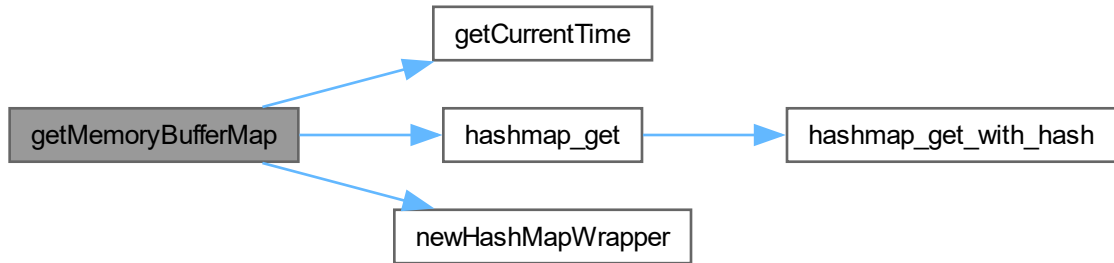 getCurrentTime
getMemoryBufferMap
hashmap_get
hashmap_get_with_hash
newHashMapWrapper